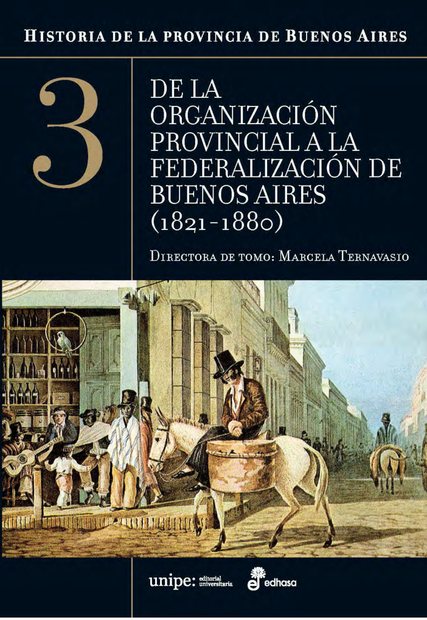 HISTORIA DE LA PROVINCIA DE BUENOS AIRES
3
DE LA
ORGANIZACIÓN
PROVINCIAL A LA
FEDERALIZACIÓN DE
BUENOS AIRES
(1821-1880)
DIRECTORA DE TOMO: MARCELA TERNAVASIO
unipe: editorial
universitaria
edhasa